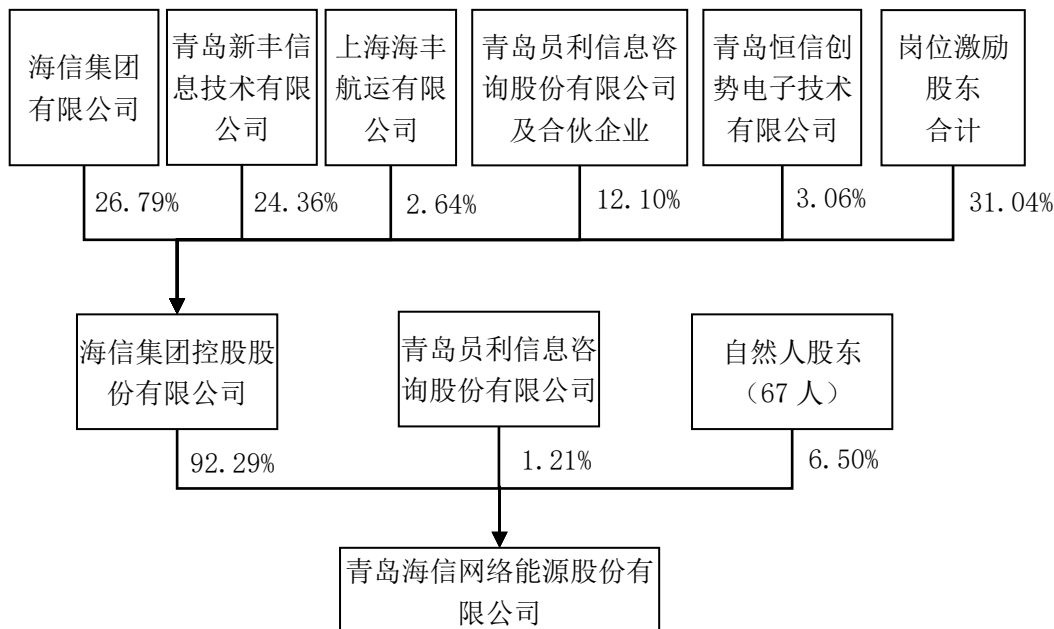 海信集团
有限公司
青岛新丰信
息技术有限
公司
上海海丰
航运有限
公司
青岛员利信息咨
询股份有限公司
及合伙企业
青岛恒信创
势电子技术
有限公司
岗位激励
股东
合计
26.79%
24.36%
2.64%
12.10%
3.06%
31.04%
海信集团控股股
份有限公司
青岛员利信息咨
询股份有限公司
自然人股东
（67 人）
92.29%
1.21%
6.50%
青岛海信网络能源股份有
限公司